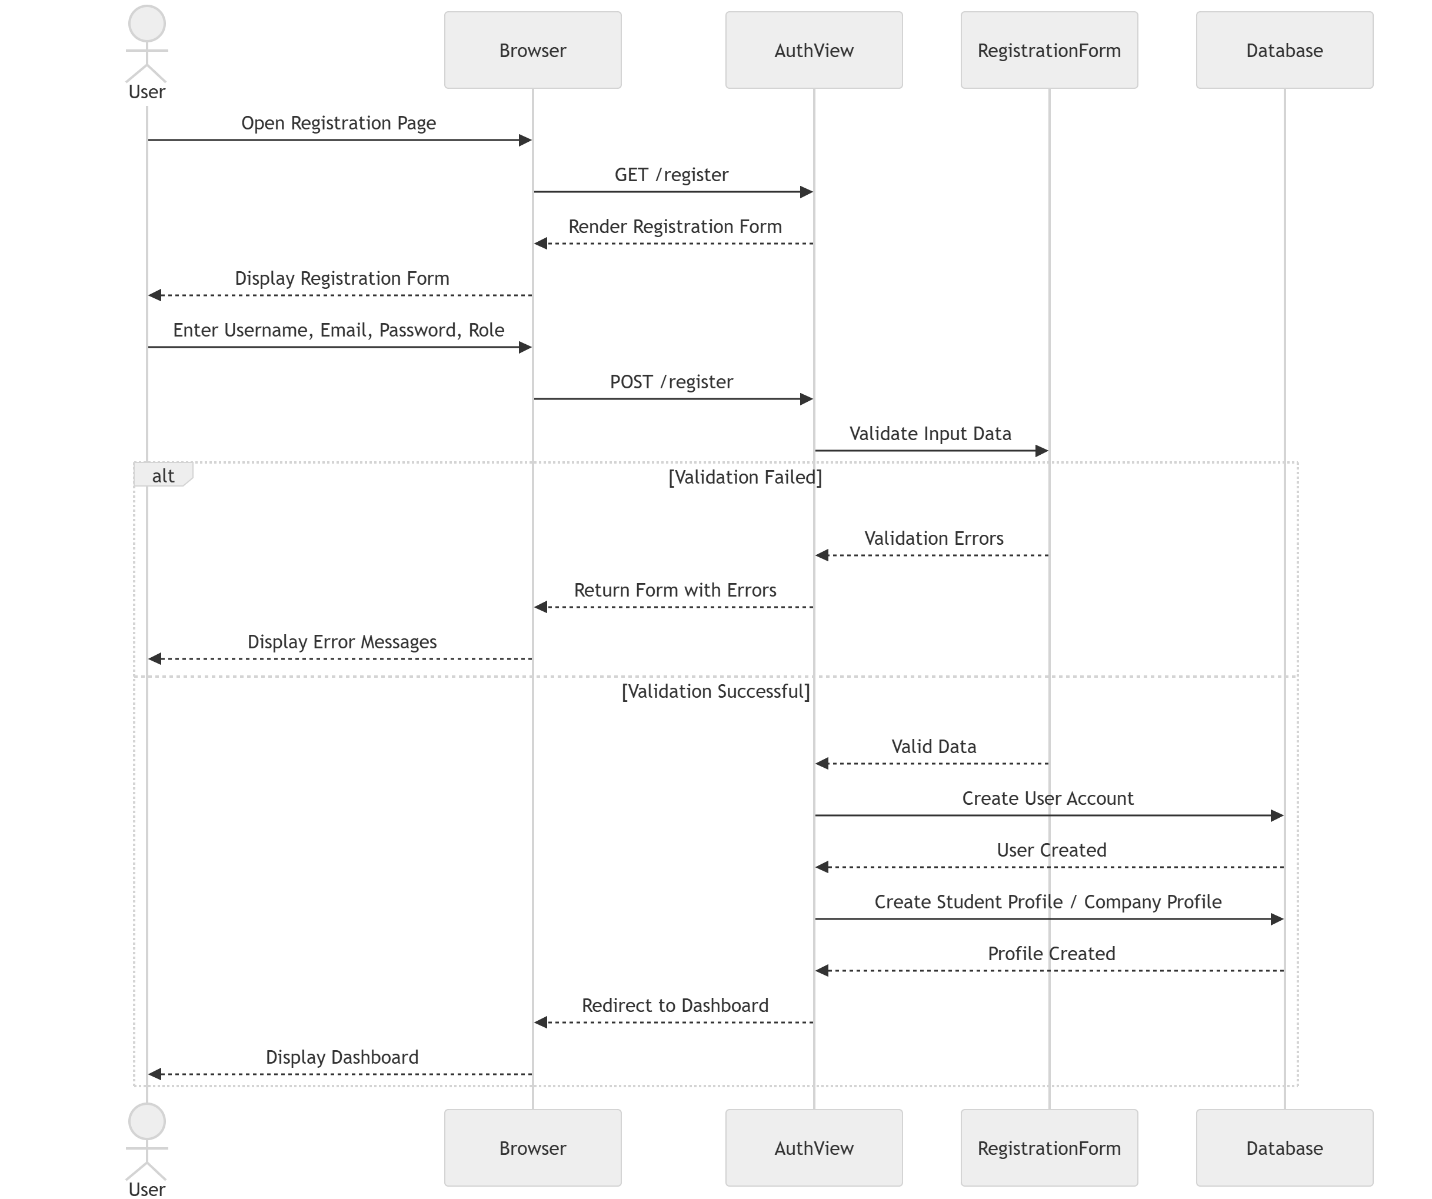 User
Browser
AuthView
RegistrationForm
Database
Open Registration Page
GET /register
Render Registration Form
Display Registration Form
Enter Username, Email, Password, Role
POST /register
Validate Input Data
alt
[Validation Failed]
Validation Errors
Return Form with Errors
Display Error Messages
[Validation Successful]
Valid Data
Create User Account
User Created
Create Student Profile / Company Profile
Profile Created
Redirect to Dashboard
Display Dashboard
User
Browser
AuthView
RegistrationForm
Database